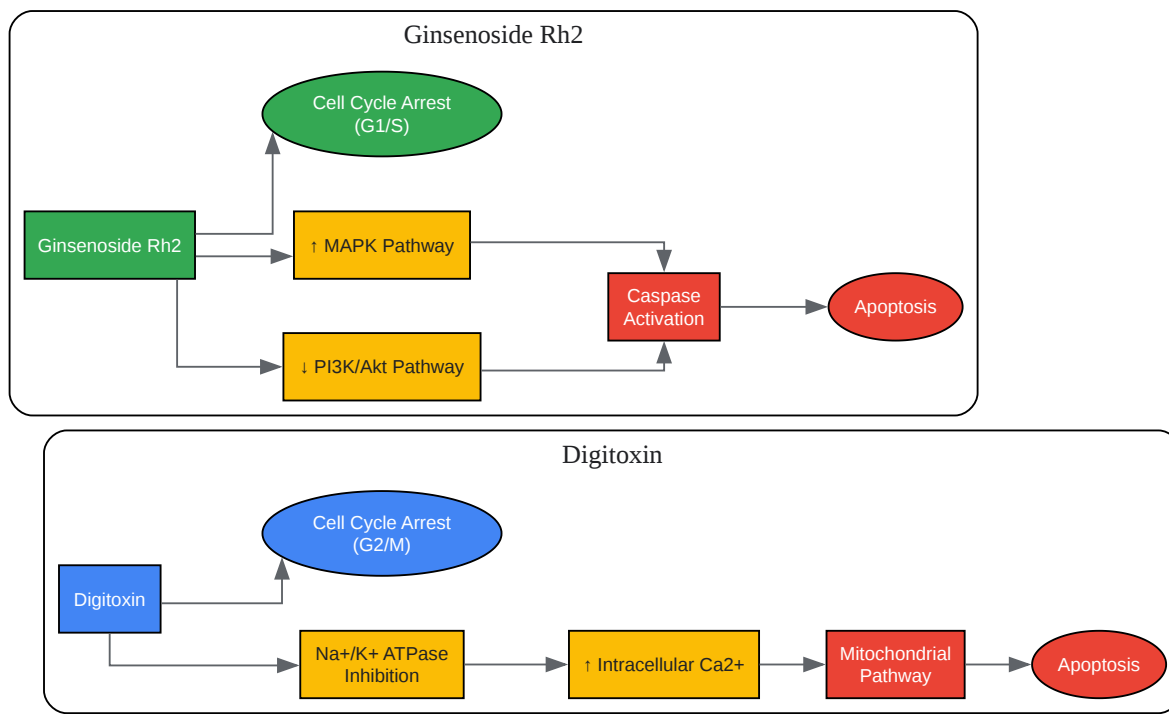 Ginsenoside Rh2
Cell Cycle Arrest
(G1/S)
Ginsenoside Rh2
↑ MAPK Pathway
Caspase
Activation
Apoptosis
↓ PI3K/Akt Pathway
Digitoxin
Cell Cycle Arrest
(G2/M)
Digitoxin
Na+/K+ ATPase
Inhibition
↑ Intracellular Ca2+
Mitochondrial
Pathway
Apoptosis